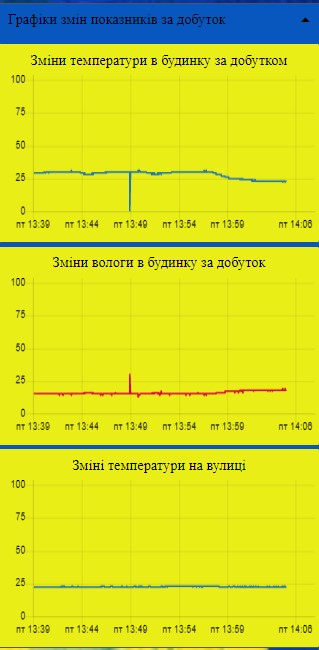 Графіки змін показників за добуток
Зміни температури в будинку за добутком
100
75
50
25
0
пт 13:39 пт 13:44 пт 13:49 пт 13:54 пт 13:59 пт 14:06
Зміни вологи в будинку за добуток
100
75
50
25
0
пт 13:39 пт 13:44 пт 13:49 пт 13:54 пт 13:59 пт 14:06
Зміні температури на вулиці
100
75
50
25
0
пт 13:39 пт 13:44 пт 13:49 пт 13:54 пт 13:59 пт 14:06